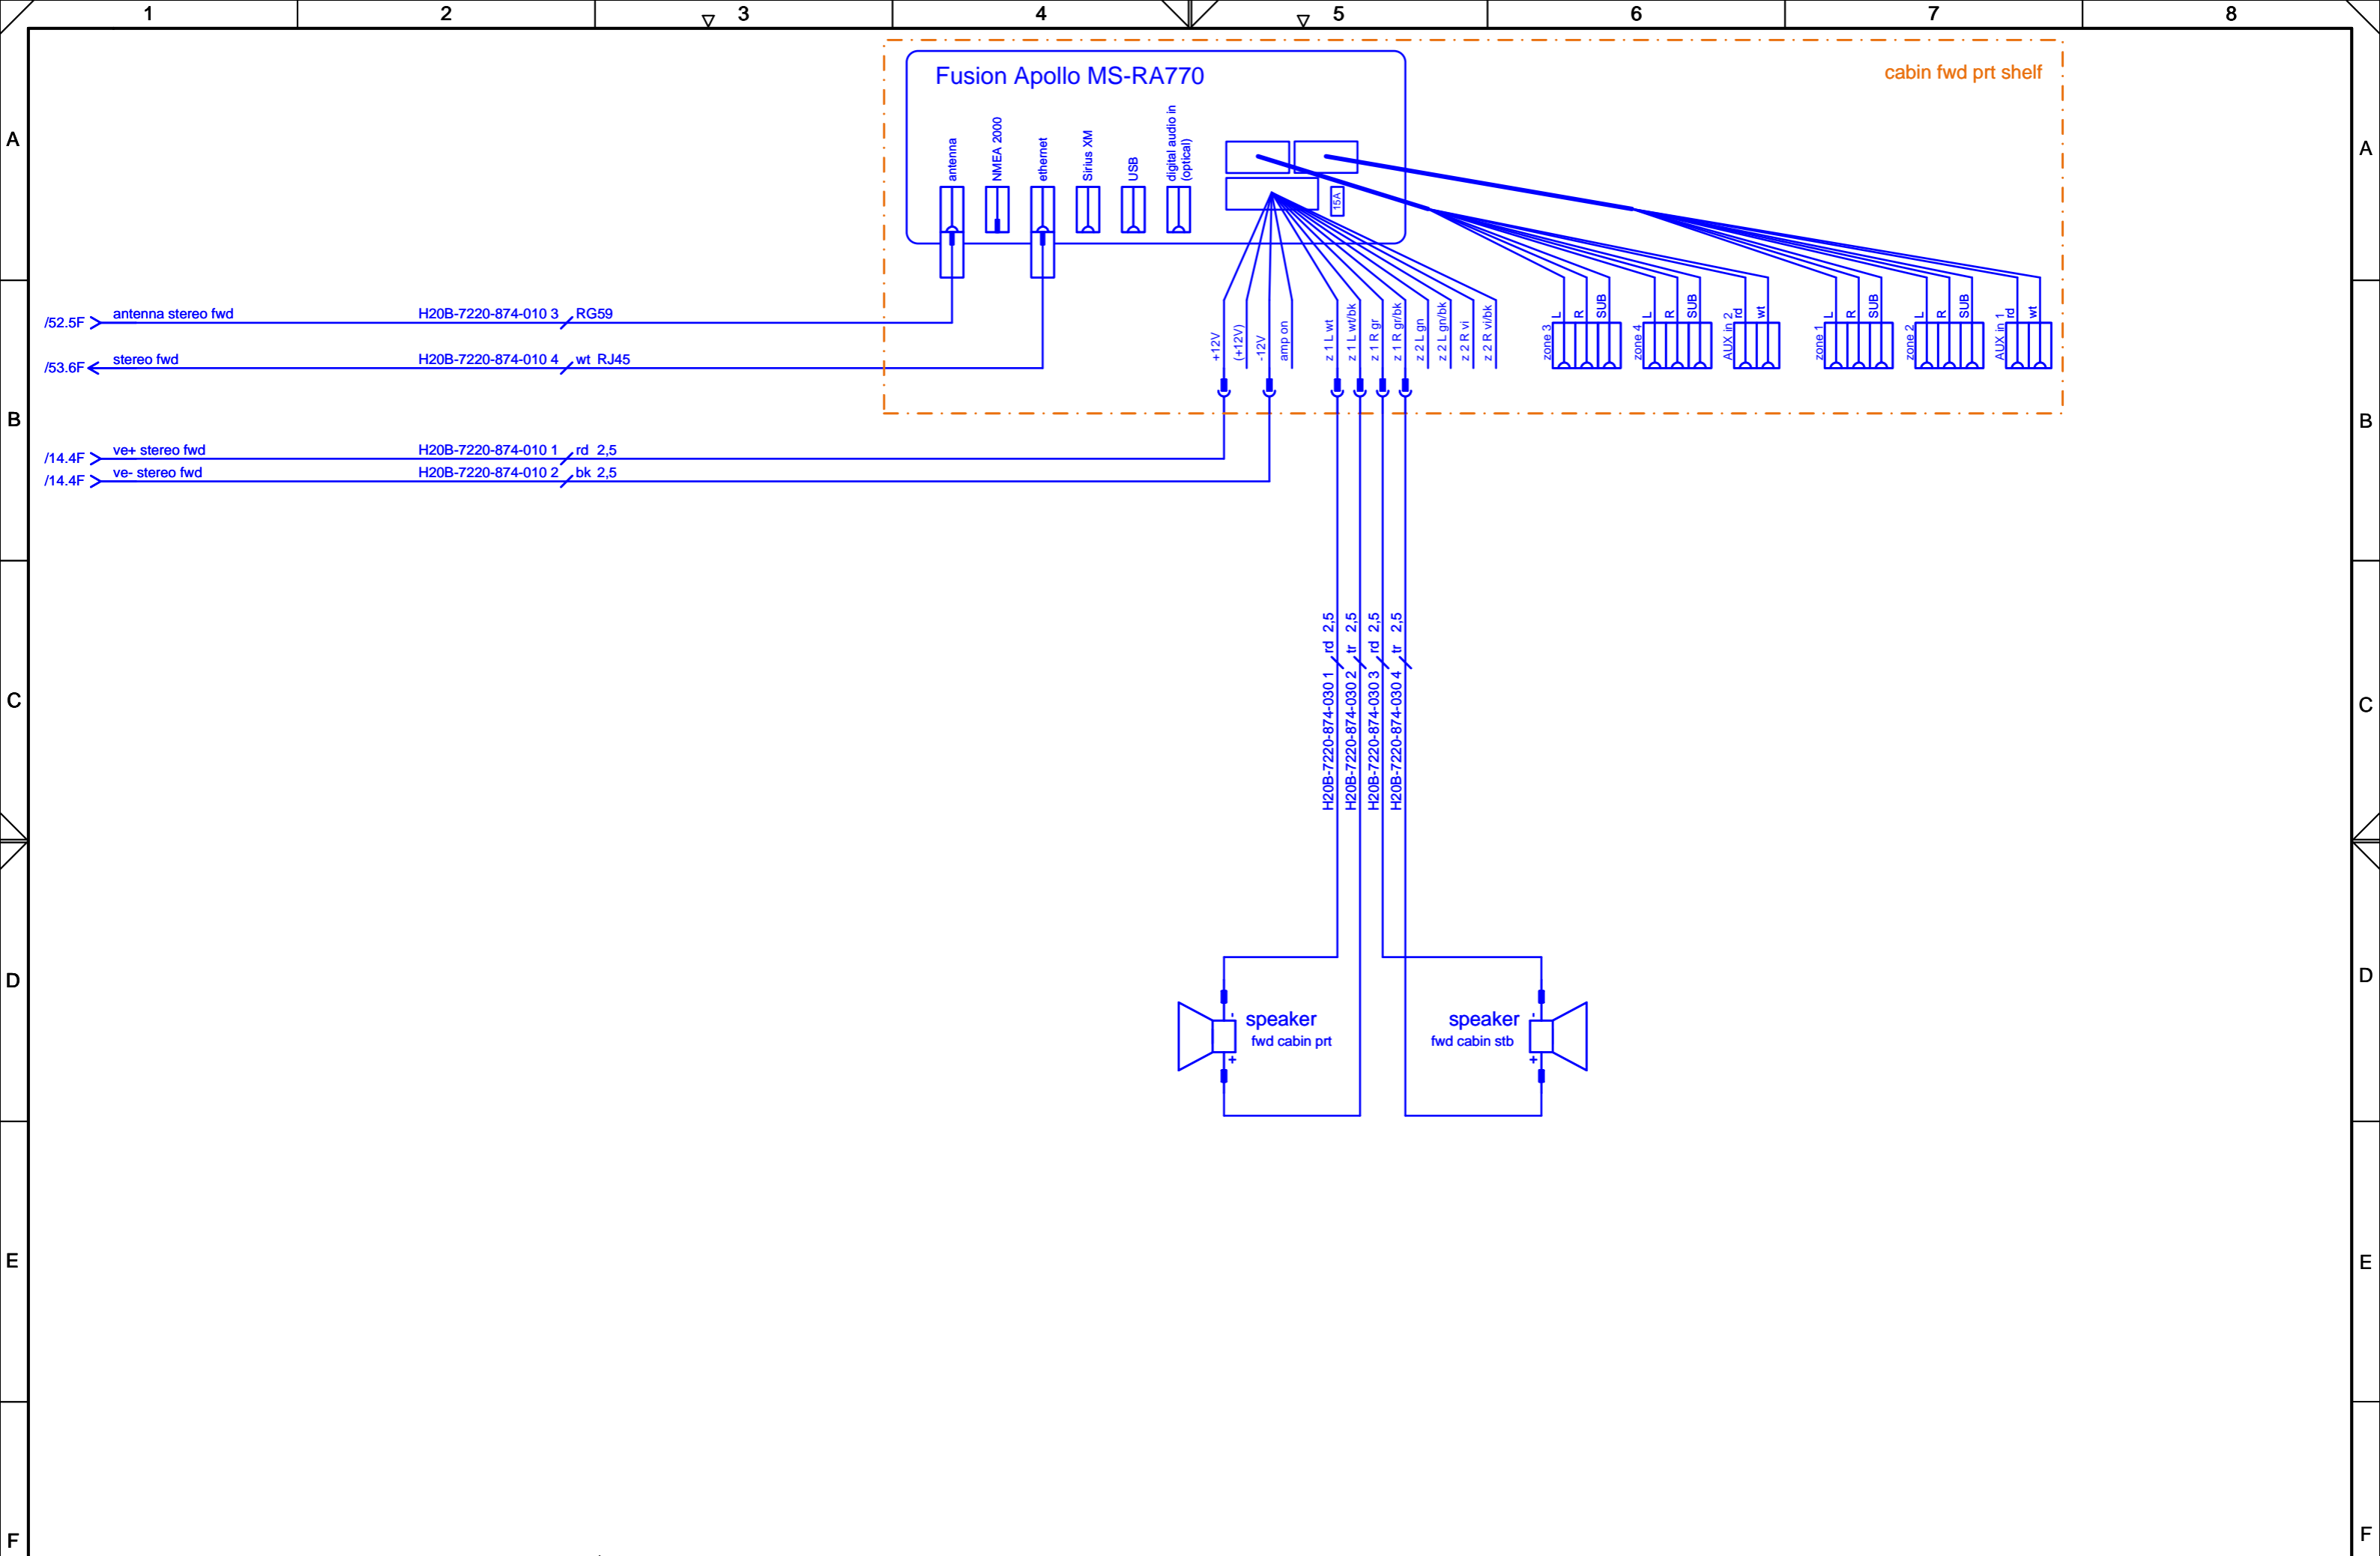 1 2 3 4 5 6 7 8
Fusion Apollo MS-RA770
cabin fwd prt shelf
A
A
antenna
NMEA 2000
ethernet
Sirius XM
USB
digital audio in
(optical)
15A
/52.5F antenna stereo fwd H20B-7220-874-010 3 RG59
/53.6F stereo fwd H20B-7220-874-010 4 wt RJ45
+12V
(+12V)
-12V
amp on
z 1 L wt
z 1 L wt/bk
z 1 R gr
z 1 R gr/bk
z 2 L gn
z 2 L gn/bk
z 2 R vi
z 2 R vi/bk
zone 3
L
R
SUB
zone 4
L
R
SUB
AUX in 2
rd
wt
zone 1
L
R
SUB
zone 2
L
R
SUB
AUX in 1
rd
wt
B
B
/14.4F ve+ stereo fwd H20B-7220-874-010 1 rd 2,5
/14.4F ve- stereo fwd H20B-7220-874-010 2 bk 2,5
H20B-7220-874-030 1 rd 2,5
H20B-7220-874-030 2 tr 2,5
H20B-7220-874-030 3 rd 2,5
H20B-7220-874-030 4 tr 2,5
C
C
D
D
- speaker
fwd cabin prt
+
speaker -
fwd cabin stb
+
E
E
F
F